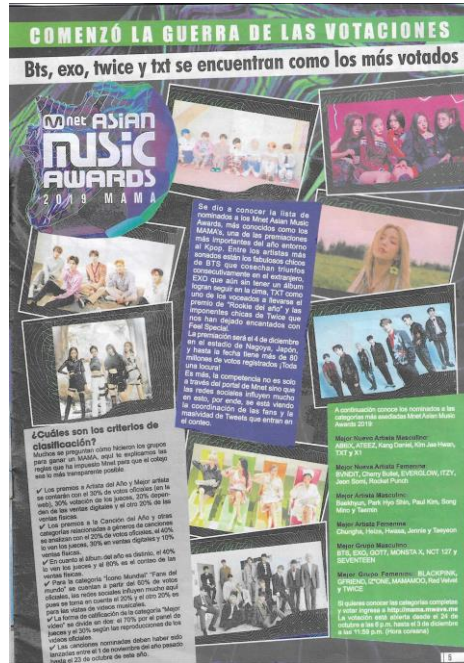 COMENZÓ LA GUERRA DE LAS VOTACIONES
Bts, exo, twice y txt se encuentran como los más votados
Mnet ASIAN
MUSIC
AWARDS
2019 MAMA
Se dio a conocer la lista de
nominados a los Mnet Asian Music
Awards, más conocidos como los
MAMA's, una de las premiaciones
más importantes del año entorno
al Kpop. Entre los artistas más
sonados están los fabulosos chicos
de BTS que cosechan triunfos
consecutivamente en el extranjero,
EXO que aún sin tener un álbum
logran seguir en la cima, TXT como
uno de los voceados a llevarse el
premio de "Rookie del año" y las
imponentes chicas de Twice que
nos han dejado encantados con
Feel Special.
La premiación será el 4 de diciembre
en el estadio de Nagoya, Japón,
y hasta la fecha tiene más de 80
millones de votos registrados ¡Toda
una locura!
Es más, la competencia no es solo
a través del portal de Mnet sino que
las redes sociales influyen mucho
en esto, por ende, se está viendo
la coordinación de las fans y la
masividad de Tweets que entran en
el conteo.
¿Cuáles son los criterios de
clasificación?
Muchos se preguntan cómo hicieron los grupos
para ganar un MAMA, aquí te explicamos las
reglas que ha impuesto Mnet para que el cotejo
sea lo más transparente posible.
✔ Los premios a Artista del Año y Mejor artista
se contarán con el 30% de votos oficiales (en la
web), 30% votación de los jueces, 20% dependen
de las ventas digitales y el otro 20% de las
ventas físicas.
✔ Los premios a la Canción del Año y otras
categorías relacionadas a géneros de canciones
se analizan con el 20% de votos oficiales, al 40%
lo ven los jueces, 30% en ventas digitales y 10%
ventas físicas.
✔ En cuanto al álbum del año es distinto, el 40%
lo ven los jueces y el 60% es el conteo de las
ventas físicas.
✔ Para la categoría "Icono Mundial" "Fans del
mundo" se cuentan a partir del 60% de votos
oficiales, las redes sociales influyen mucho aquí
pues se toma en cuenta el 20% y el otro 20% es
para las vistas de videos musicales.
✔ La forma de calificación de la categoría "Mejor
video" se divide en dos: el 70% por el panel de
jueces y el 30% según las reproducciones de los
videos oficiales.
✔ Las canciones nominadas deben haber sido
lanzadas entre el 1 de noviembre del año pasado
hasta el 23 de octubre de este año.
A continuación conoce los nominados a las
categorías más asediadas Mnet Asian Music
Awards 2019
Mejor Nuevo Artista Masculino:
AB6IX, ATEEZ, Kang Daniel, Kim Jae Hwan,
TXT y X1
Mejor Nueva Artista Femenina
BVNDIT, Cherry Bullet, EVERGLOW, ITZY,
Jeon Somi, Rocket Punch
Mejor Artista Masculino:
Baekhyun, Park Hyo Shin, Paul Kim, Song
Mino y Taemin
Mejor Artista Femenina:
Chungha, Heize, Hwasa, Jennie y Taeyeon
Mejor Grupo Masculino:
BTS, EXO, GOT7, MONSTA X, NCT 127 y
SEVENTEEN
Mejor Grupo Femenino: BLACKPINK,
GFRIEND, IZ*ONE, MAMAMOO, Red Velvet
y TWICE
Si quieres conocer las categorías completas
y votar ingrese a http://mama.mwave.me
La votación está abierta desde el 24 de
octubre a las 6 p.m. hasta el 3 de diciembre
a las 11:59 p.m. (Hora coreana)
5